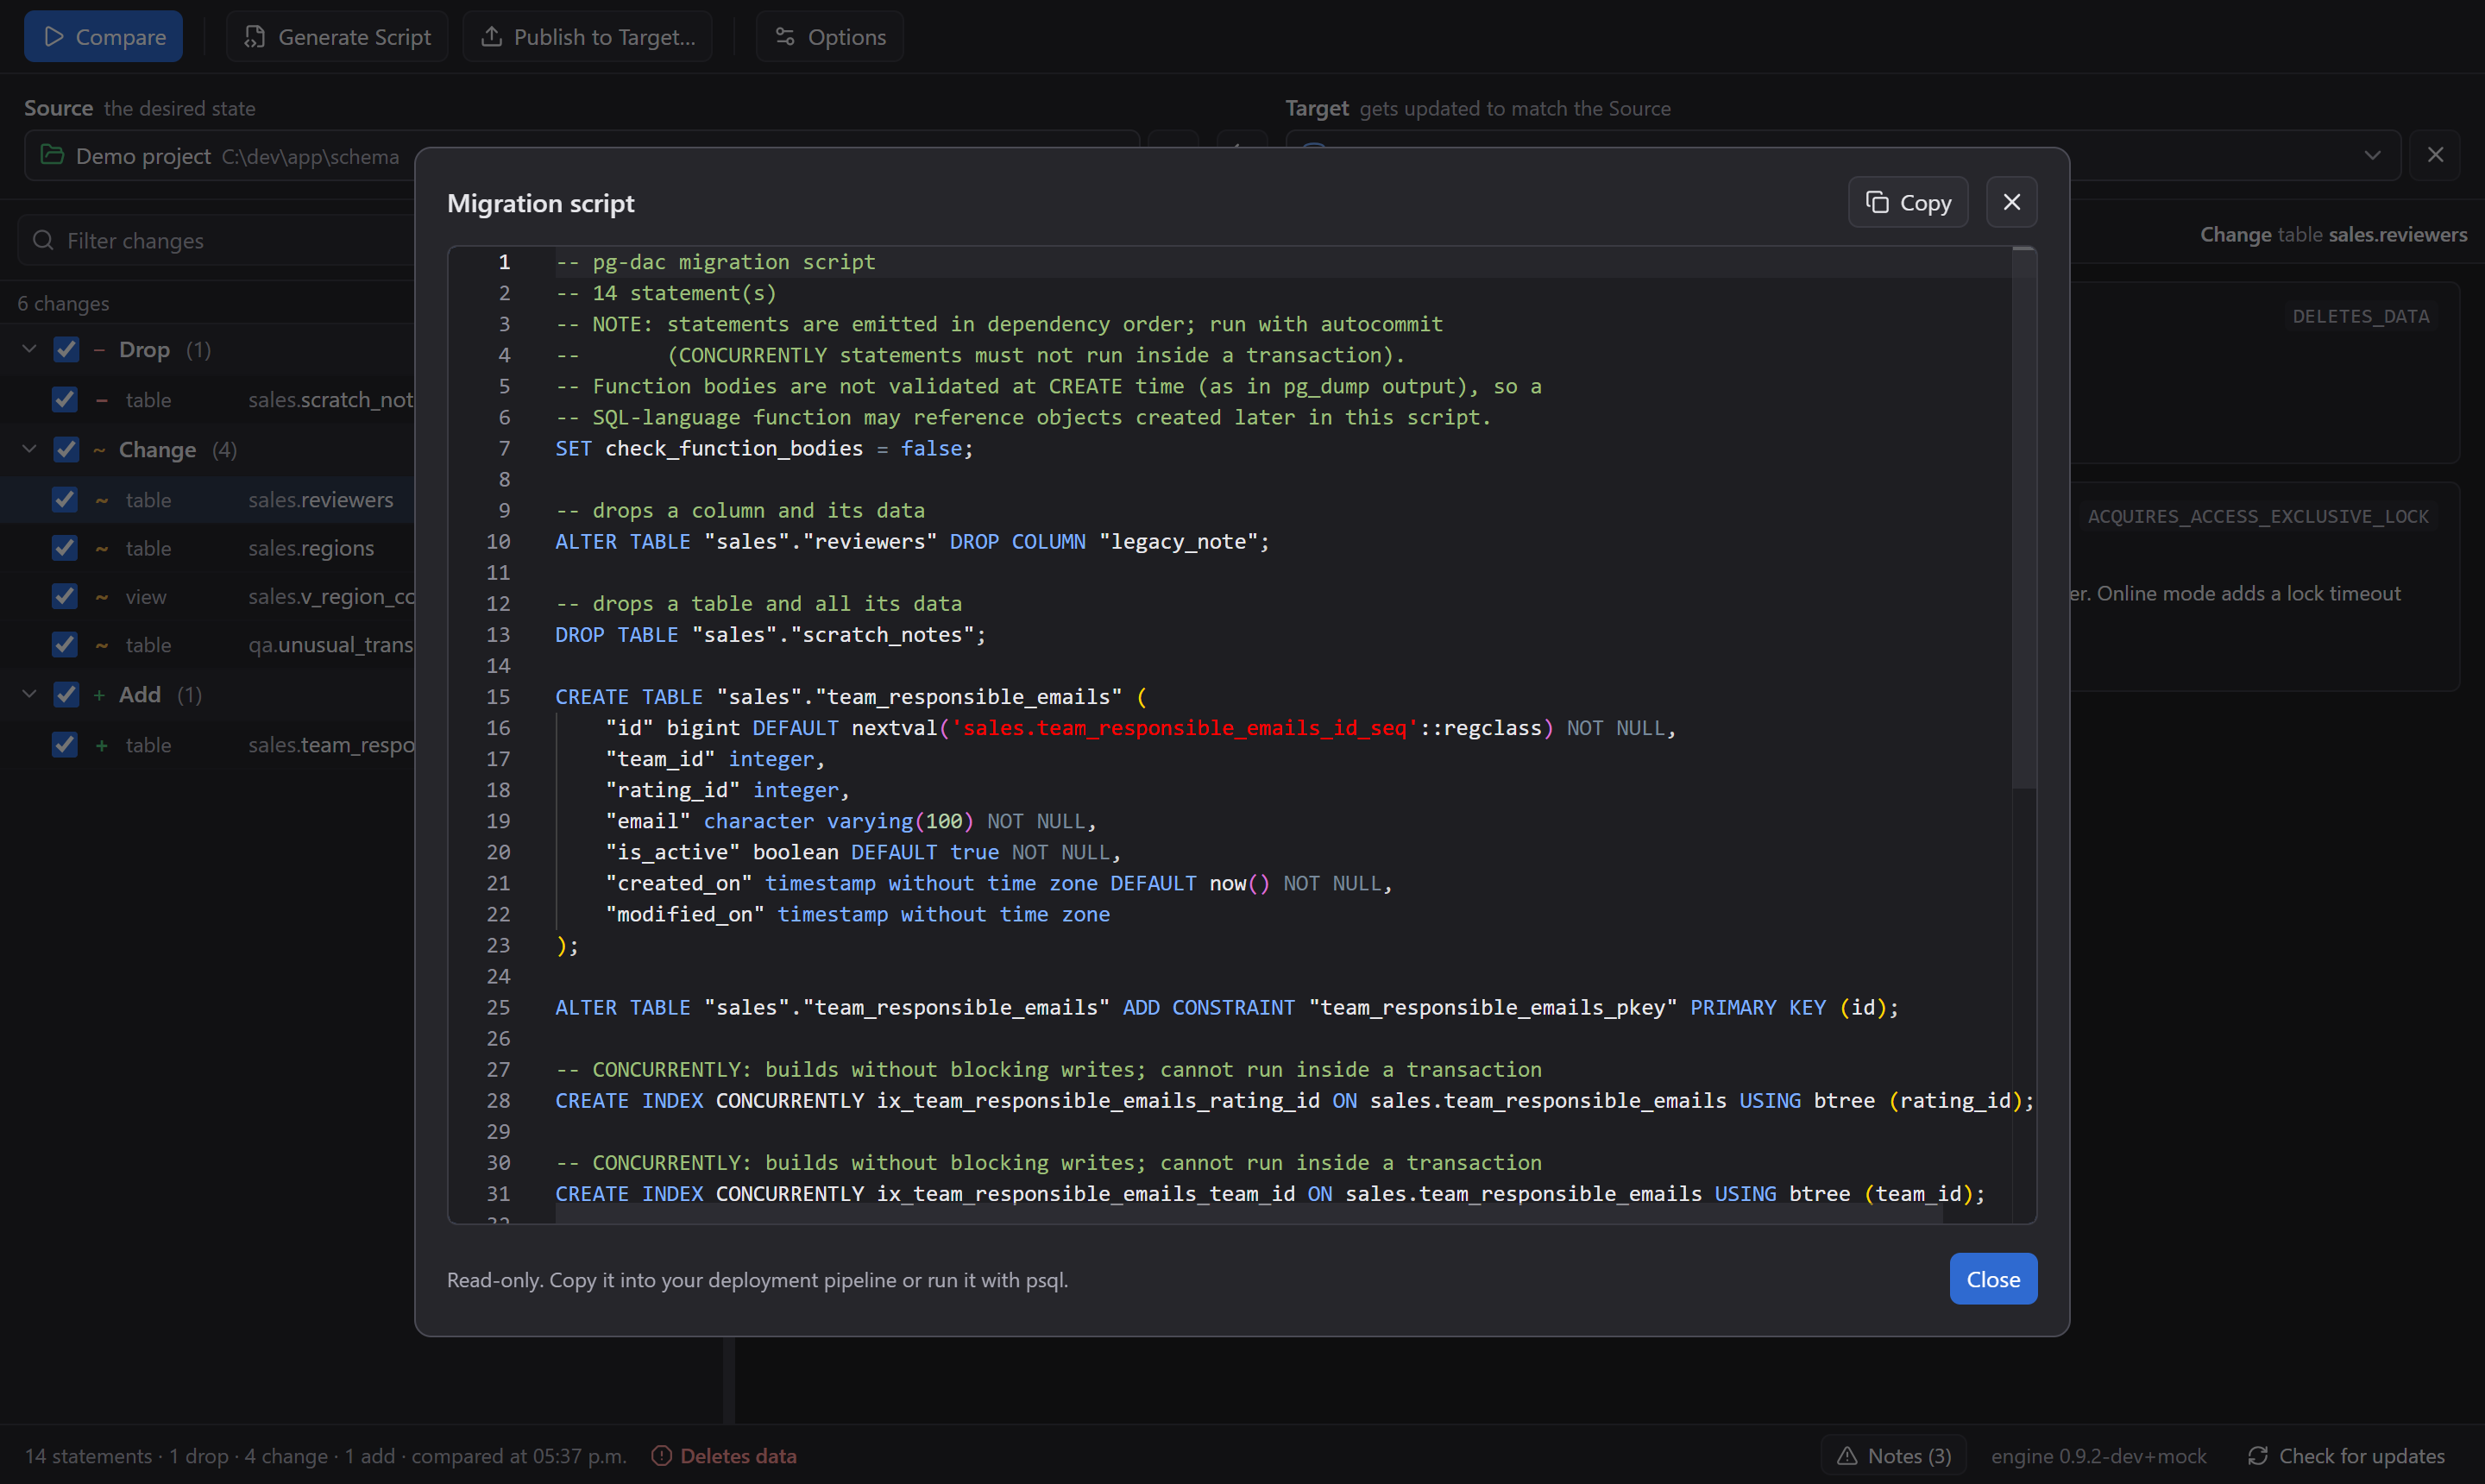 Compare
Generate Script
Publish to Target...
Options
Source the desired state
Target gets updated to match the Source
Demo project C:\dev\app\schema
Filter changes
6 changes
Drop (1)
table sales.scratch_not
Change (4)
table sales.reviewers
table sales.regions
view sales.v_region_cc
table qa.unusual_trans
Add (1)
table sales.team_respo
Change table sales.reviewers
DELETES_DATA
ACQUIRES_ACCESS_EXCLUSIVE_LOCK
er. Online mode adds a lock timeout
Migration script
Copy
1 -- pg-dac migration script
2 -- 14 statement(s)
3 -- NOTE: statements are emitted in dependency order; run with autocommit
4 --       (CONCURRENTLY statements must not run inside a transaction).
5 -- Function bodies are not validated at CREATE time (as in pg_dump output), so a
6 -- SQL-language function may reference objects created later in this script.
7 SET check_function_bodies = false;
8
9 -- drops a column and its data
10 ALTER TABLE "sales"."reviewers" DROP COLUMN "legacy_note";
11
12 -- drops a table and all its data
13 DROP TABLE "sales"."scratch_notes";
14
15 CREATE TABLE "sales"."team_responsible_emails" (
16     "id" bigint DEFAULT nextval('sales.team_responsible_emails_id_seq'::regclass) NOT NULL,
17     "team_id" integer,
18     "rating_id" integer,
19     "email" character varying(100) NOT NULL,
20     "is_active" boolean DEFAULT true NOT NULL,
21     "created_on" timestamp without time zone DEFAULT now() NOT NULL,
22     "modified_on" timestamp without time zone
23 );
24
25 ALTER TABLE "sales"."team_responsible_emails" ADD CONSTRAINT "team_responsible_emails_pkey" PRIMARY KEY (id);
26
27 -- CONCURRENTLY: builds without blocking writes; cannot run inside a transaction
28 CREATE INDEX CONCURRENTLY ix_team_responsible_emails_rating_id ON sales.team_responsible_emails USING btree (rating_id);
29
30 -- CONCURRENTLY: builds without blocking writes; cannot run inside a transaction
31 CREATE INDEX CONCURRENTLY ix_team_responsible_emails_team_id ON sales.team_responsible_emails USING btree (team_id);
32
Read-only. Copy it into your deployment pipeline or run it with psql.
Close
14 statements · 1 drop · 4 change · 1 add · compared at 05:37 p.m.
Deletes data
Notes (3)
engine 0.9.2-dev+mock
Check for updates